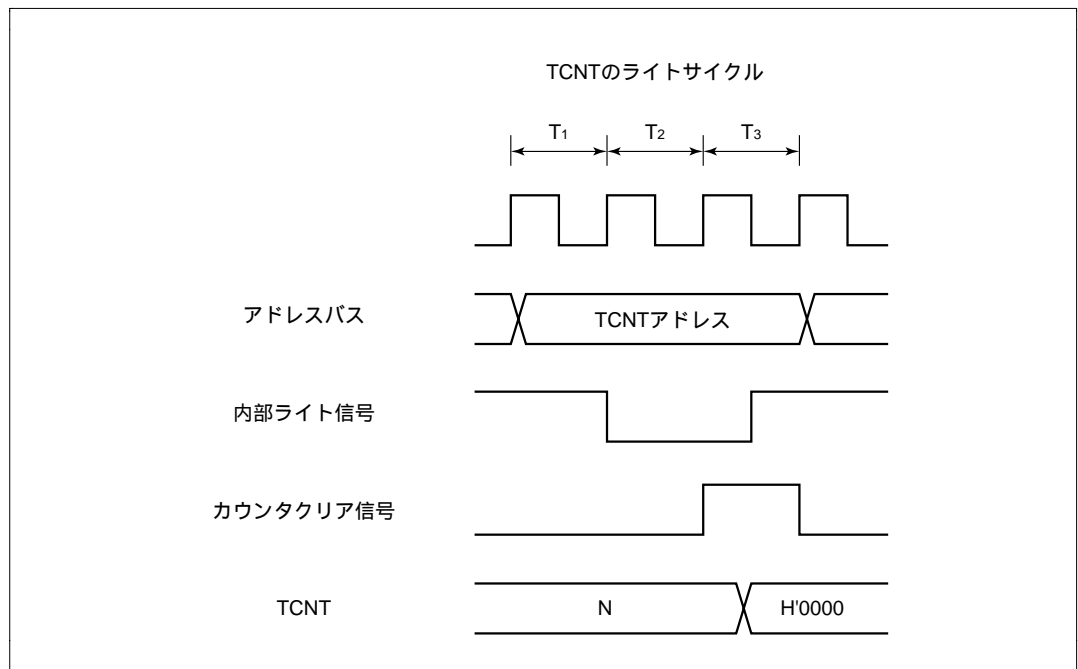 TCNTのライトサイクル
T1 T2 T3
アドレスバス TCNTアドレス
内部ライト信号
カウンタクリア信号
TCNT N H'0000